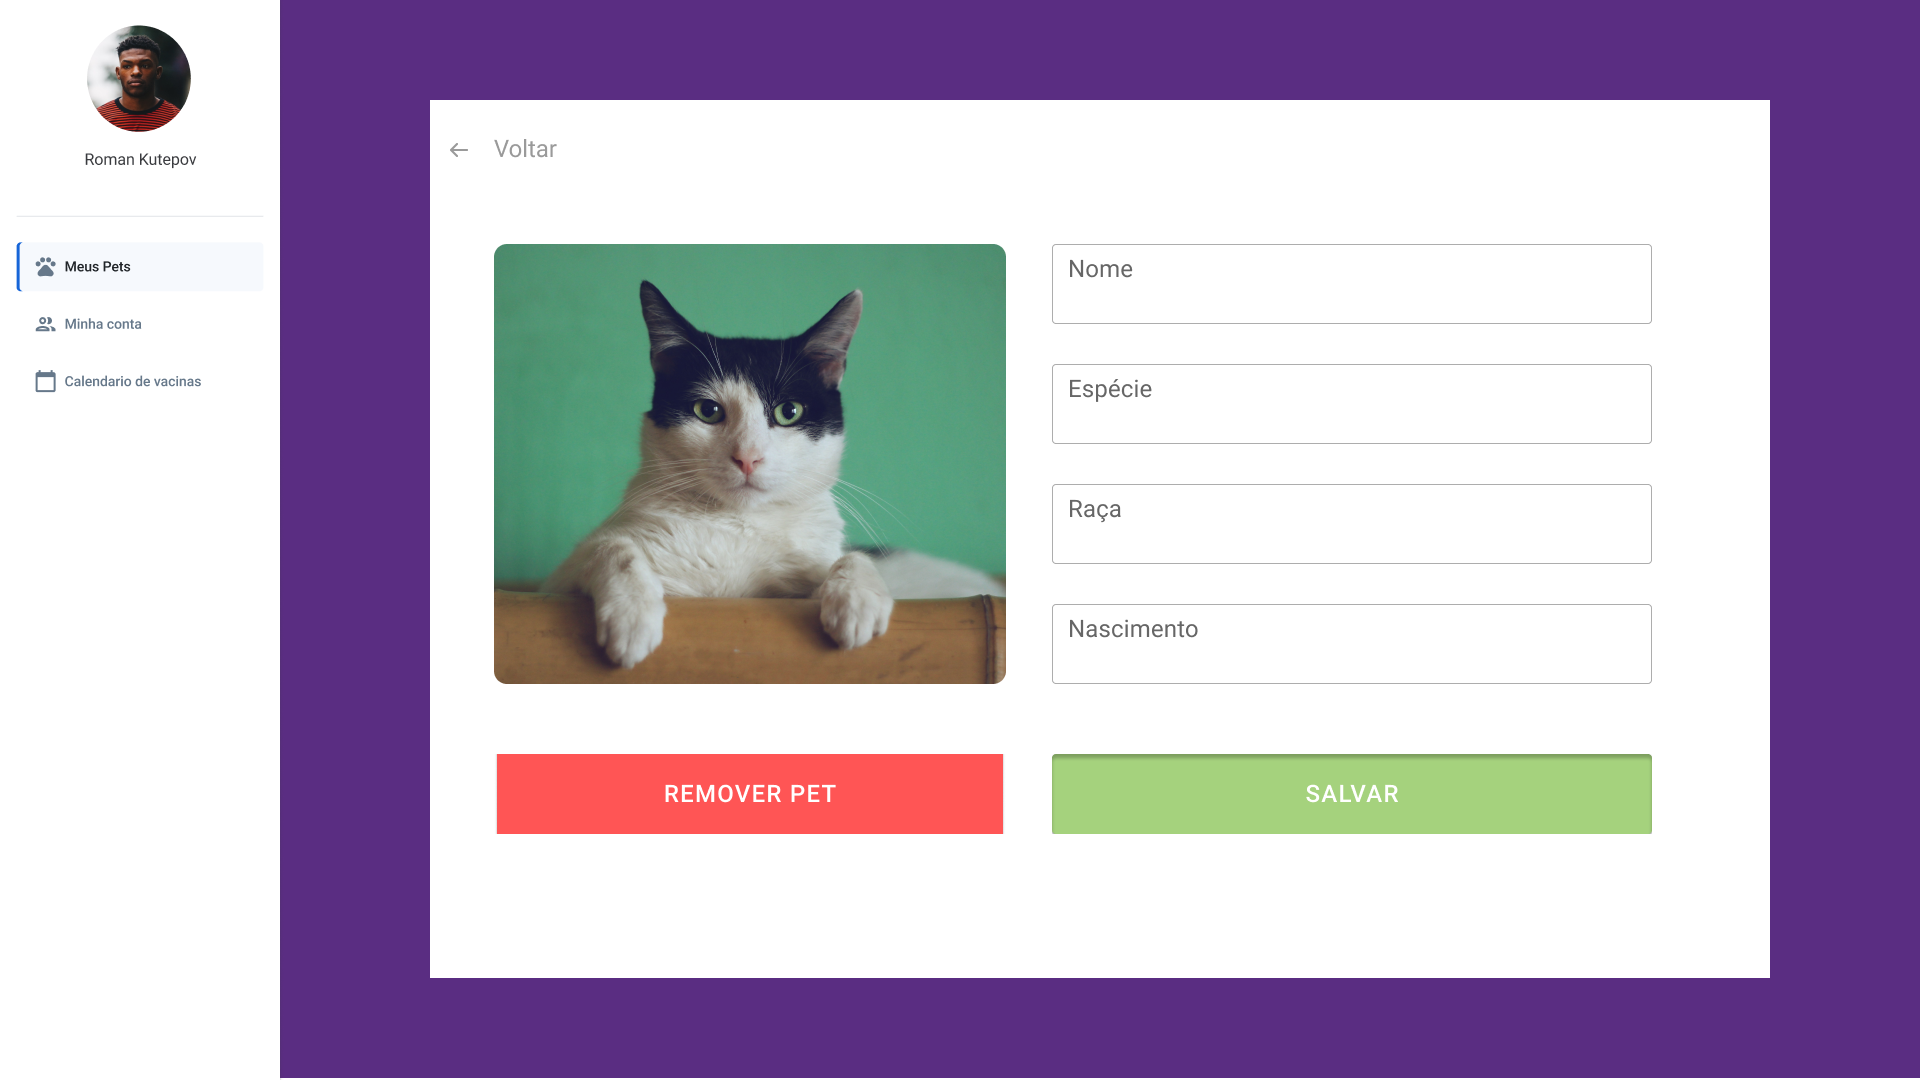 Roman Kutepov
Meus Pets
Minha conta
Calendario de vacinas
Voltar
Nome
Espécie
Raça
Nascimento
REMOVER PET
SALVAR